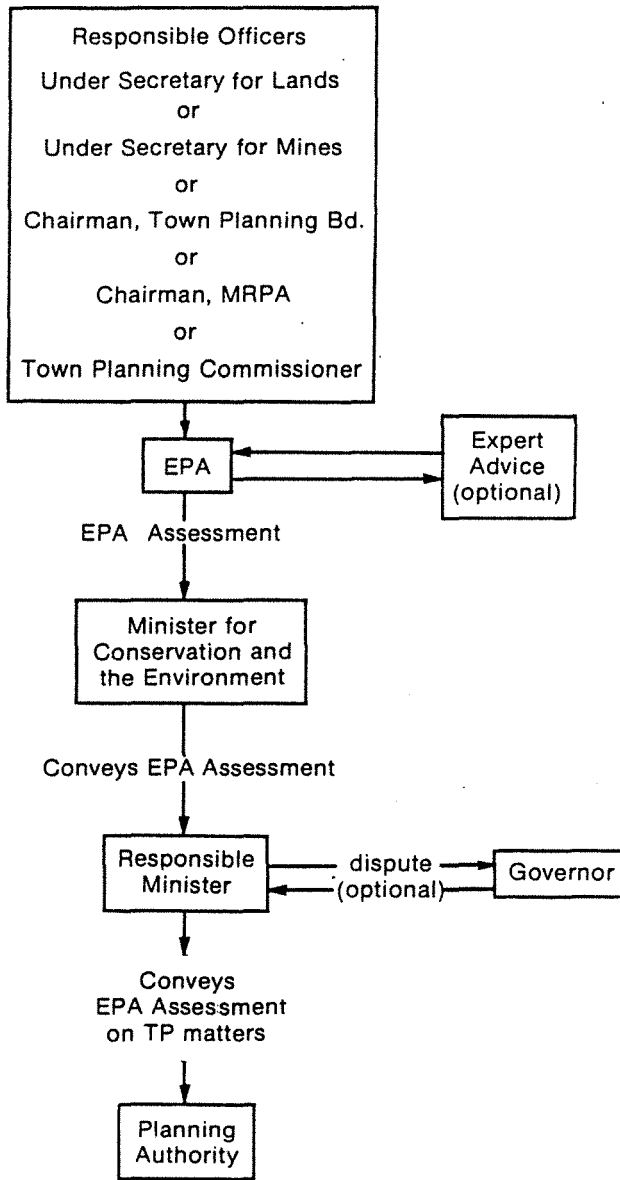 Responsible Officers
Under Secretary for Lands
or
Under Secretary for Mines
or
Chairman, Town Planning Bd.
or
Chairman, MRPA
or
Town Planning Commissioner
EPA
Expert
Advice
(optional)
EPA Assessment
Minister for
Conservation and
the Environment
Conveys EPA Assessment
Responsible
Minister
dispute
(optional)
Governor
Conveys
EPA Assessment
on TP matters
Planning
Authority